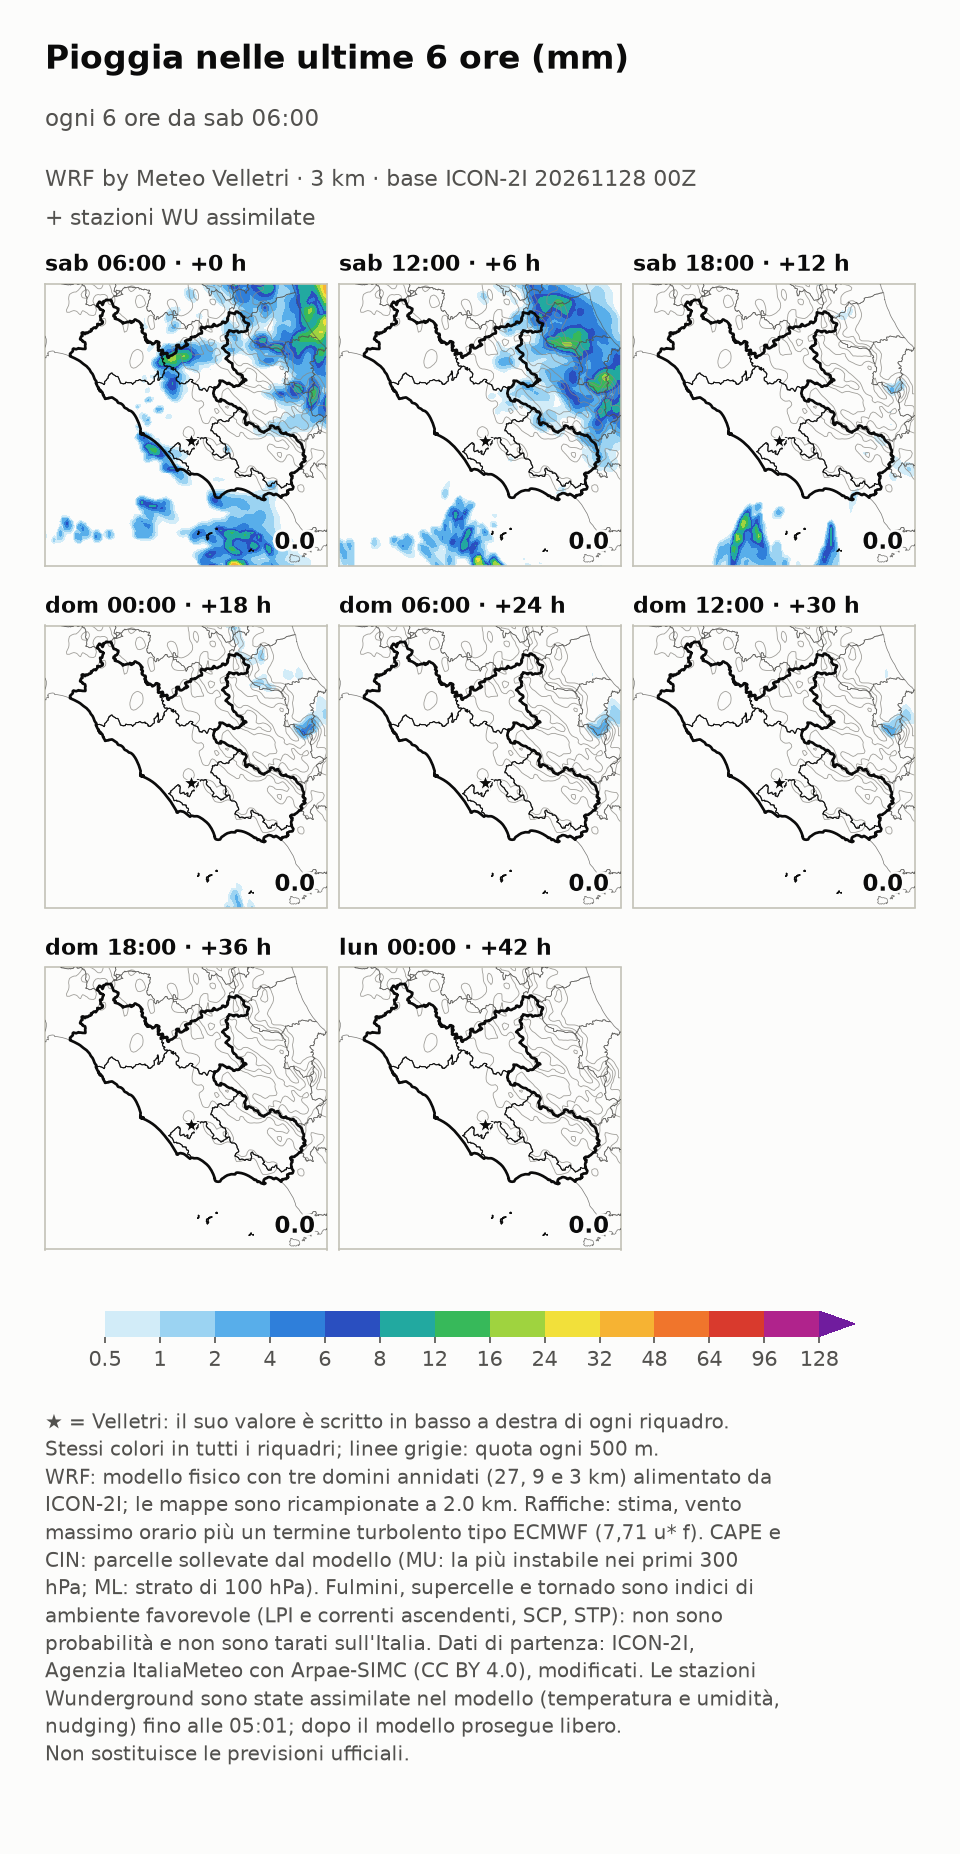 Pioggia nelle ultime 6 ore (mm)
ogni 6 ore da sab 06:00
WRF by Meteo Velletri · 3 km · base ICON-2I 20261128 00Z
+ stazioni WU assimilate
sab 06:00 · +0 h
sab 12:00 · +6 h
sab 18:00 · +12 h
0.0
0.0
0.0
dom 00:00 · +18 h
dom 06:00 · +24 h
dom 12:00 · +30 h
0.0
0.0
0.0
dom 18:00 · +36 h
lun 00:00 · +42 h
0.0
0.0
0.5 1 2 4 6 8 12 16 24 32 48 64 96 128
★ = Velletri: il suo valore è scritto in basso a destra di ogni riquadro.
Stessi colori in tutti i riquadri; linee grigie: quota ogni 500 m.
WRF: modello fisico con tre domini annidati (27, 9 e 3 km) alimentato da
ICON-2I; le mappe sono ricampionate a 2.0 km. Raffiche: stima, vento
massimo orario più un termine turbolento tipo ECMWF (7,71 u* f). CAPE e
CIN: parcelle sollevate dal modello (MU: la più instabile nei primi 300
hPa; ML: strato di 100 hPa). Fulmini, supercelle e tornado sono indici di
ambiente favorevole (LPI e correnti ascendenti, SCP, STP): non sono
probabilità e non sono tarati sull'Italia. Dati di partenza: ICON-2I,
Agenzia ItaliaMeteo con Arpae-SIMC (CC BY 4.0), modificati. Le stazioni
Wunderground sono state assimilate nel modello (temperatura e umidità,
nudging) fino alle 05:01; dopo il modello prosegue libero.
Non sostituisce le previsioni ufficiali.